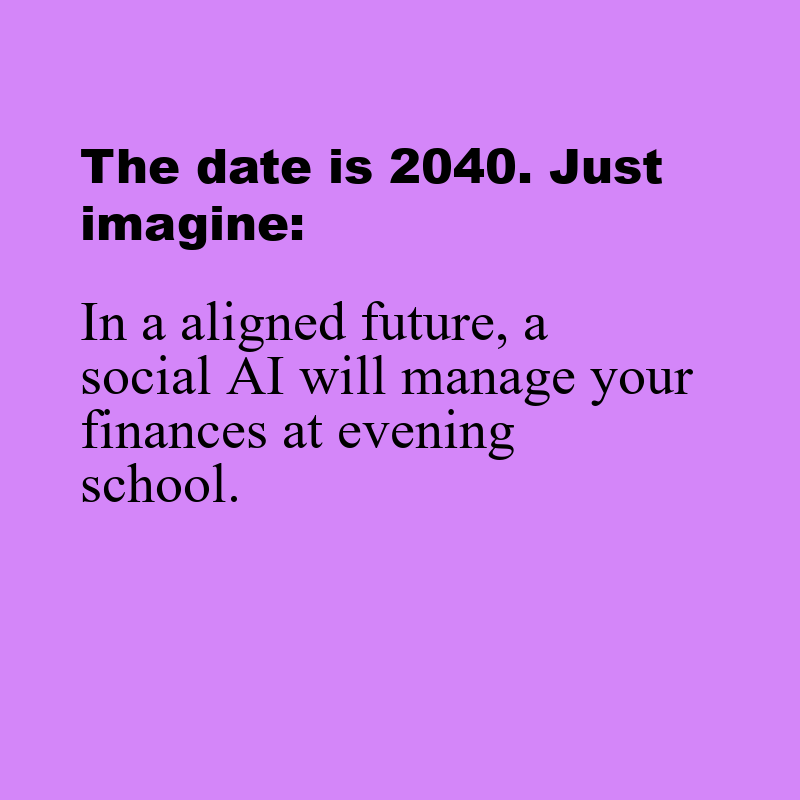 The date is 2040. Just
imagine:
In a aligned future, a
social AI will manage your
finances at evening
school.